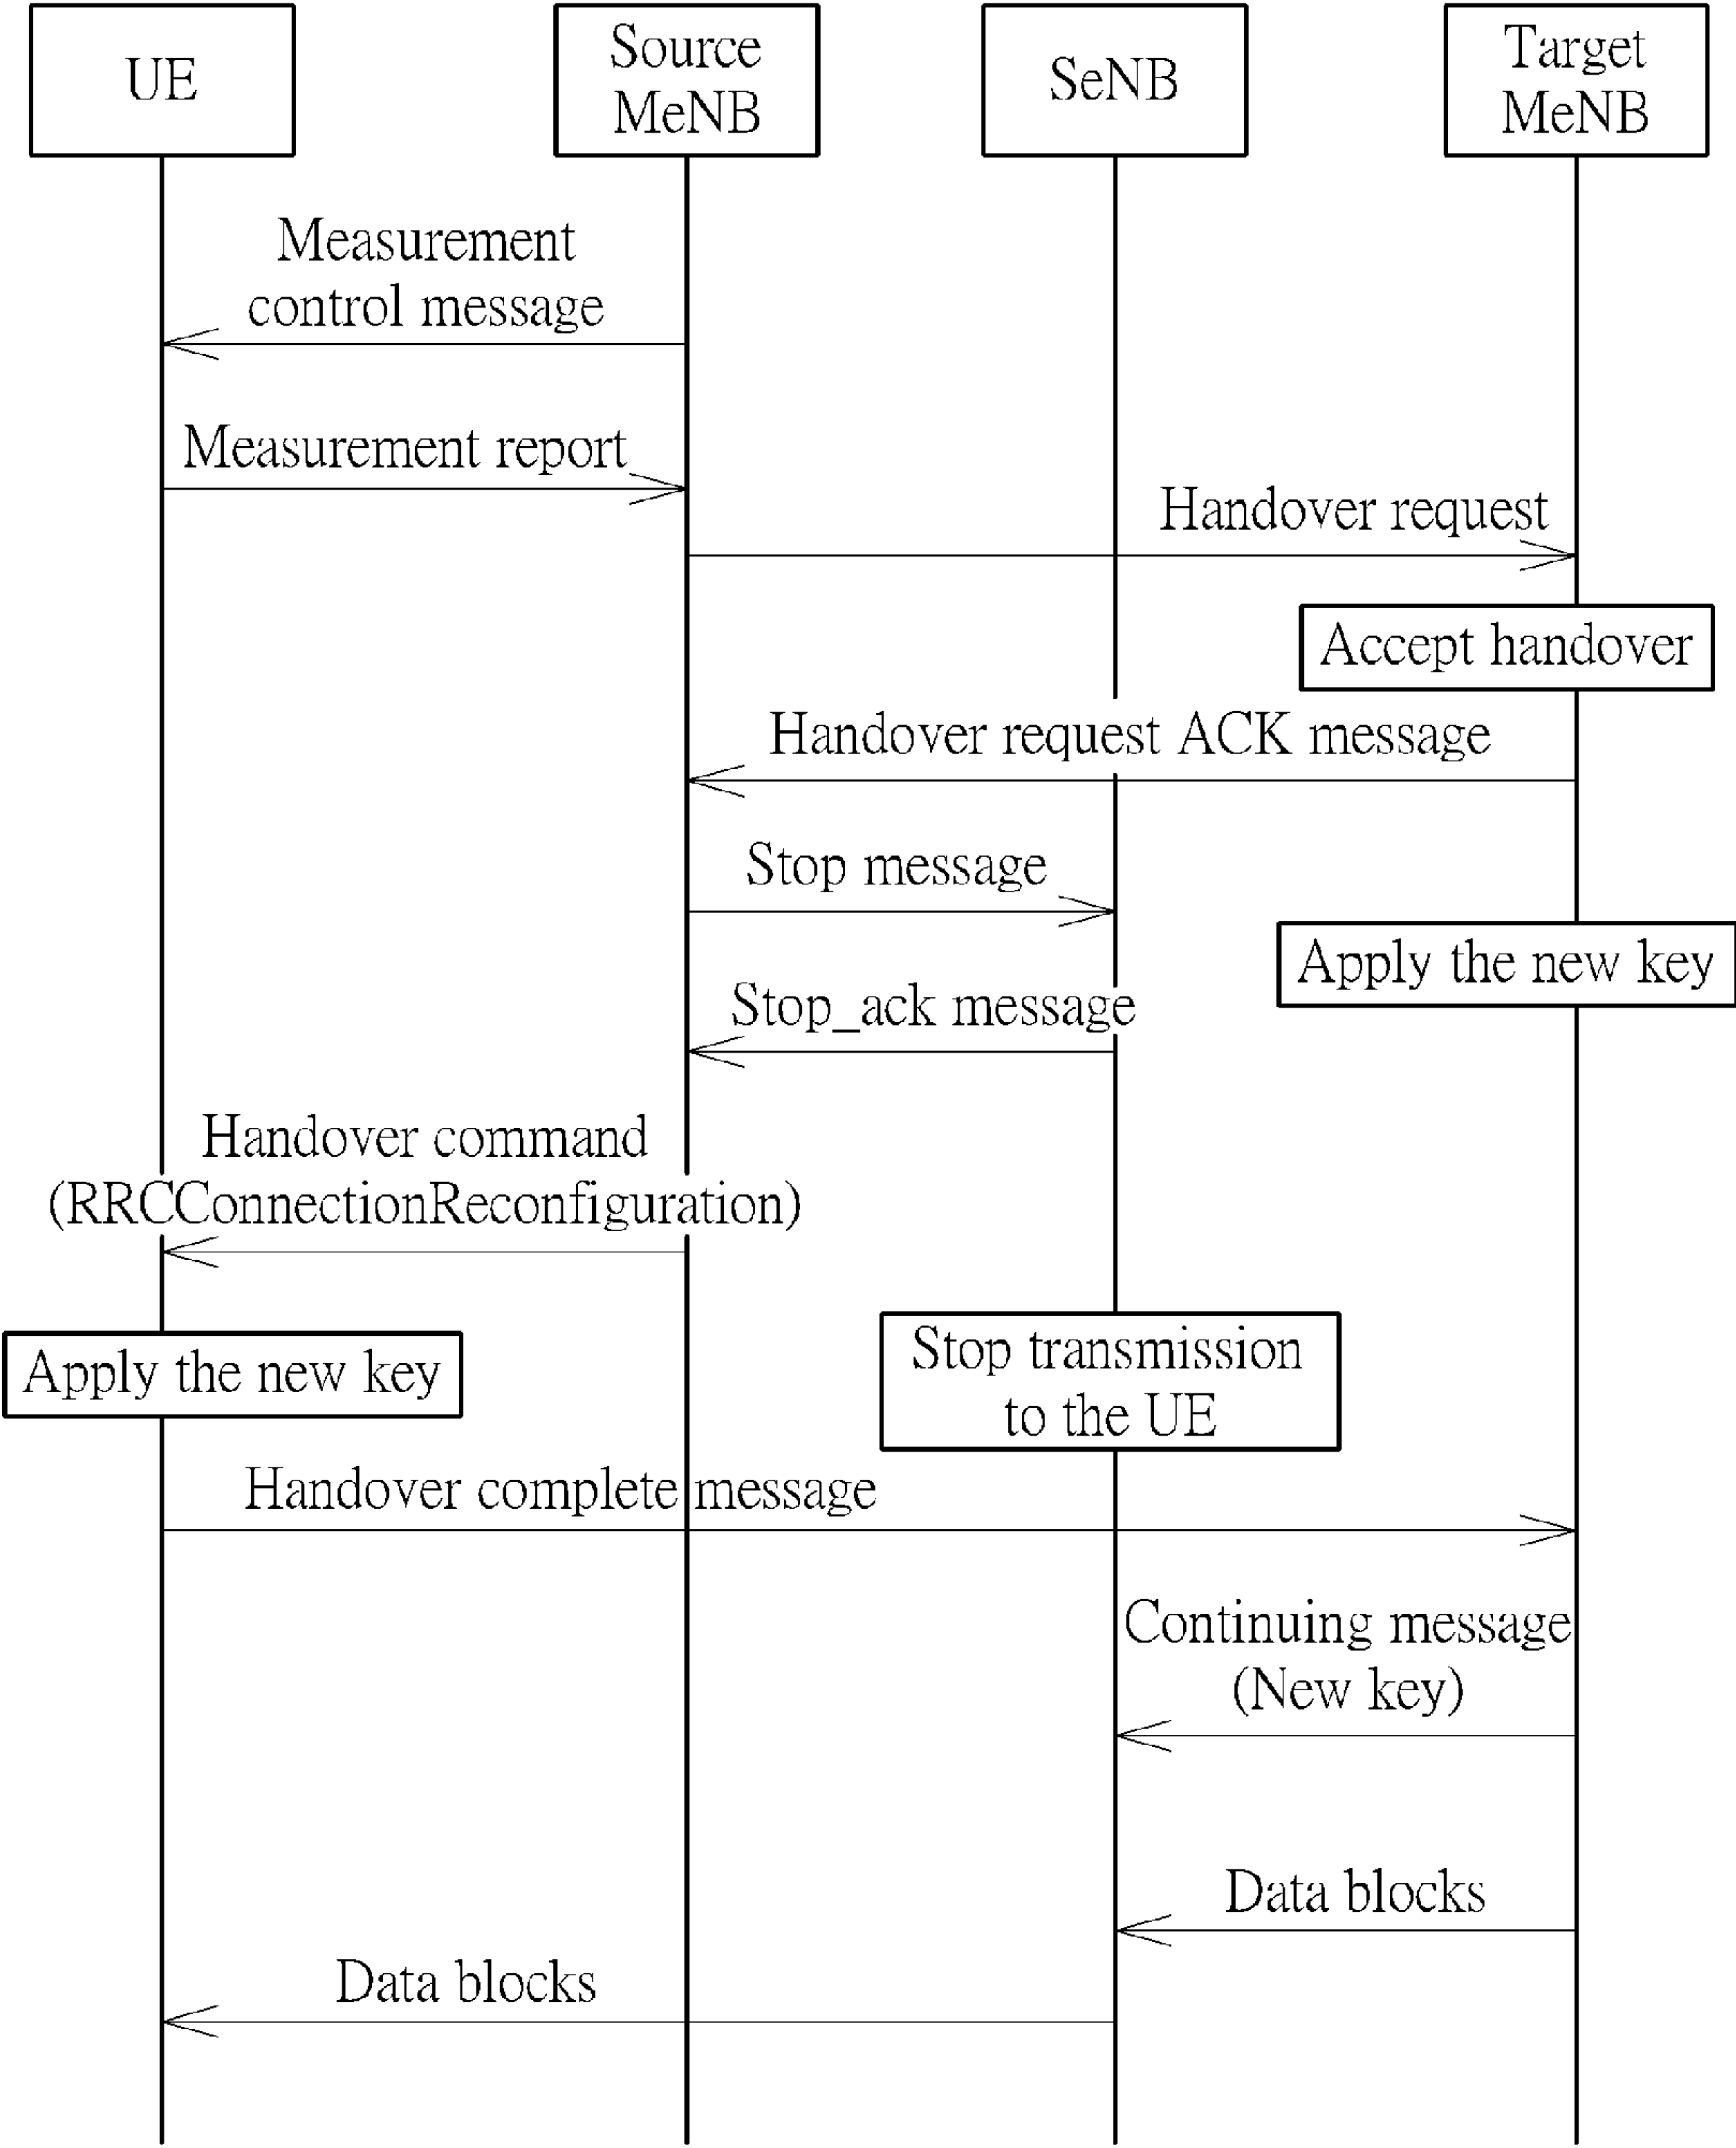 UE
Source
MeNB
SeNB
Target
MeNB
Measurement
control message
Measurement report
Handover request
Accept handover
Handover request ACK message
Stop message
Apply the new key
Stop_ack message
Handover command
(RRCConnectionReconfiguration)
Apply the new key
Stop transmission
to the UE
Handover complete message
Continuing message
(New key)
Data blocks
Data blocks